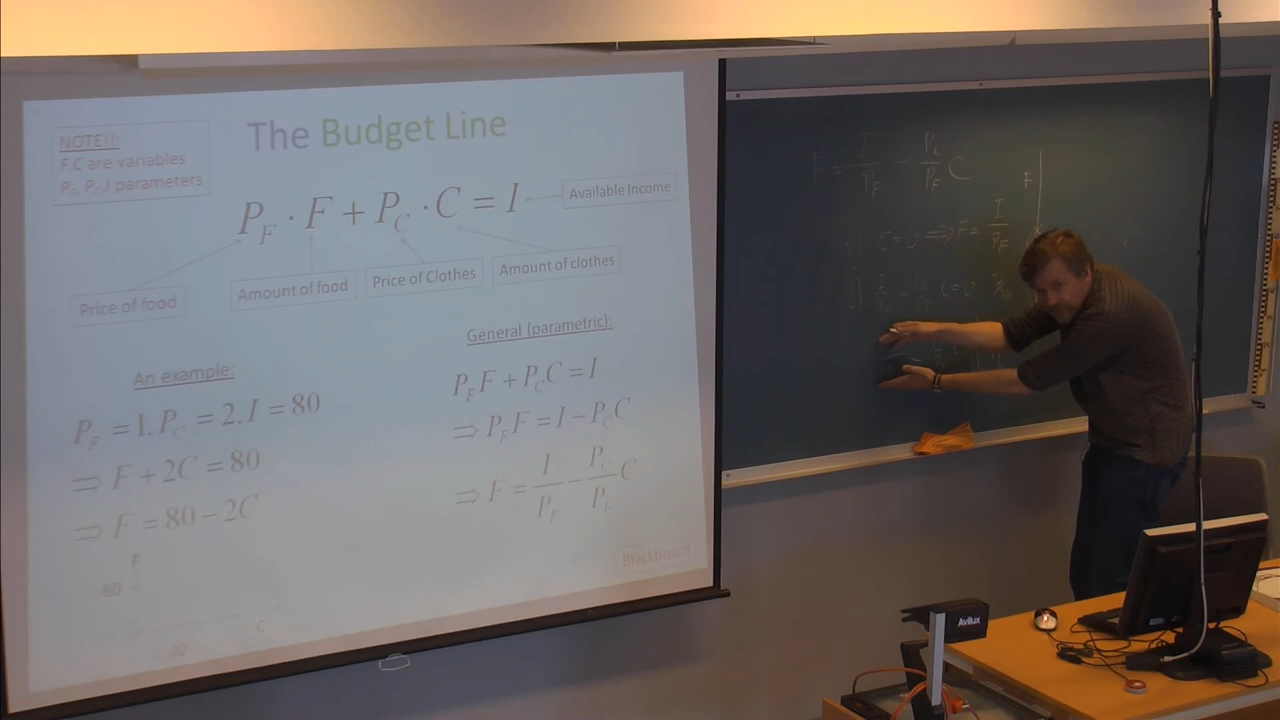 The Budget Line
NOTE!!:
F,C are variables
P_F, P_C, I parameters
P_F · F + P_C · C = I
Available Income
Price of food
Amount of food
Price of Clothes
Amount of clothes
An example:
P_F = 1. P_C = 2. I = 80
⇒ F + 2C = 80
⇒ F = 80 − 2C
F
80
40
C
General (parametric):
P_F F + P_C C = I
⇒ P_F F = I − P_C C
⇒ F = I/P_F − P_C/P_F C
Blackboard
F = I/P_F − P_C/P_F C
F
1) C=0 ⇒ F = I/P_F
Avilux